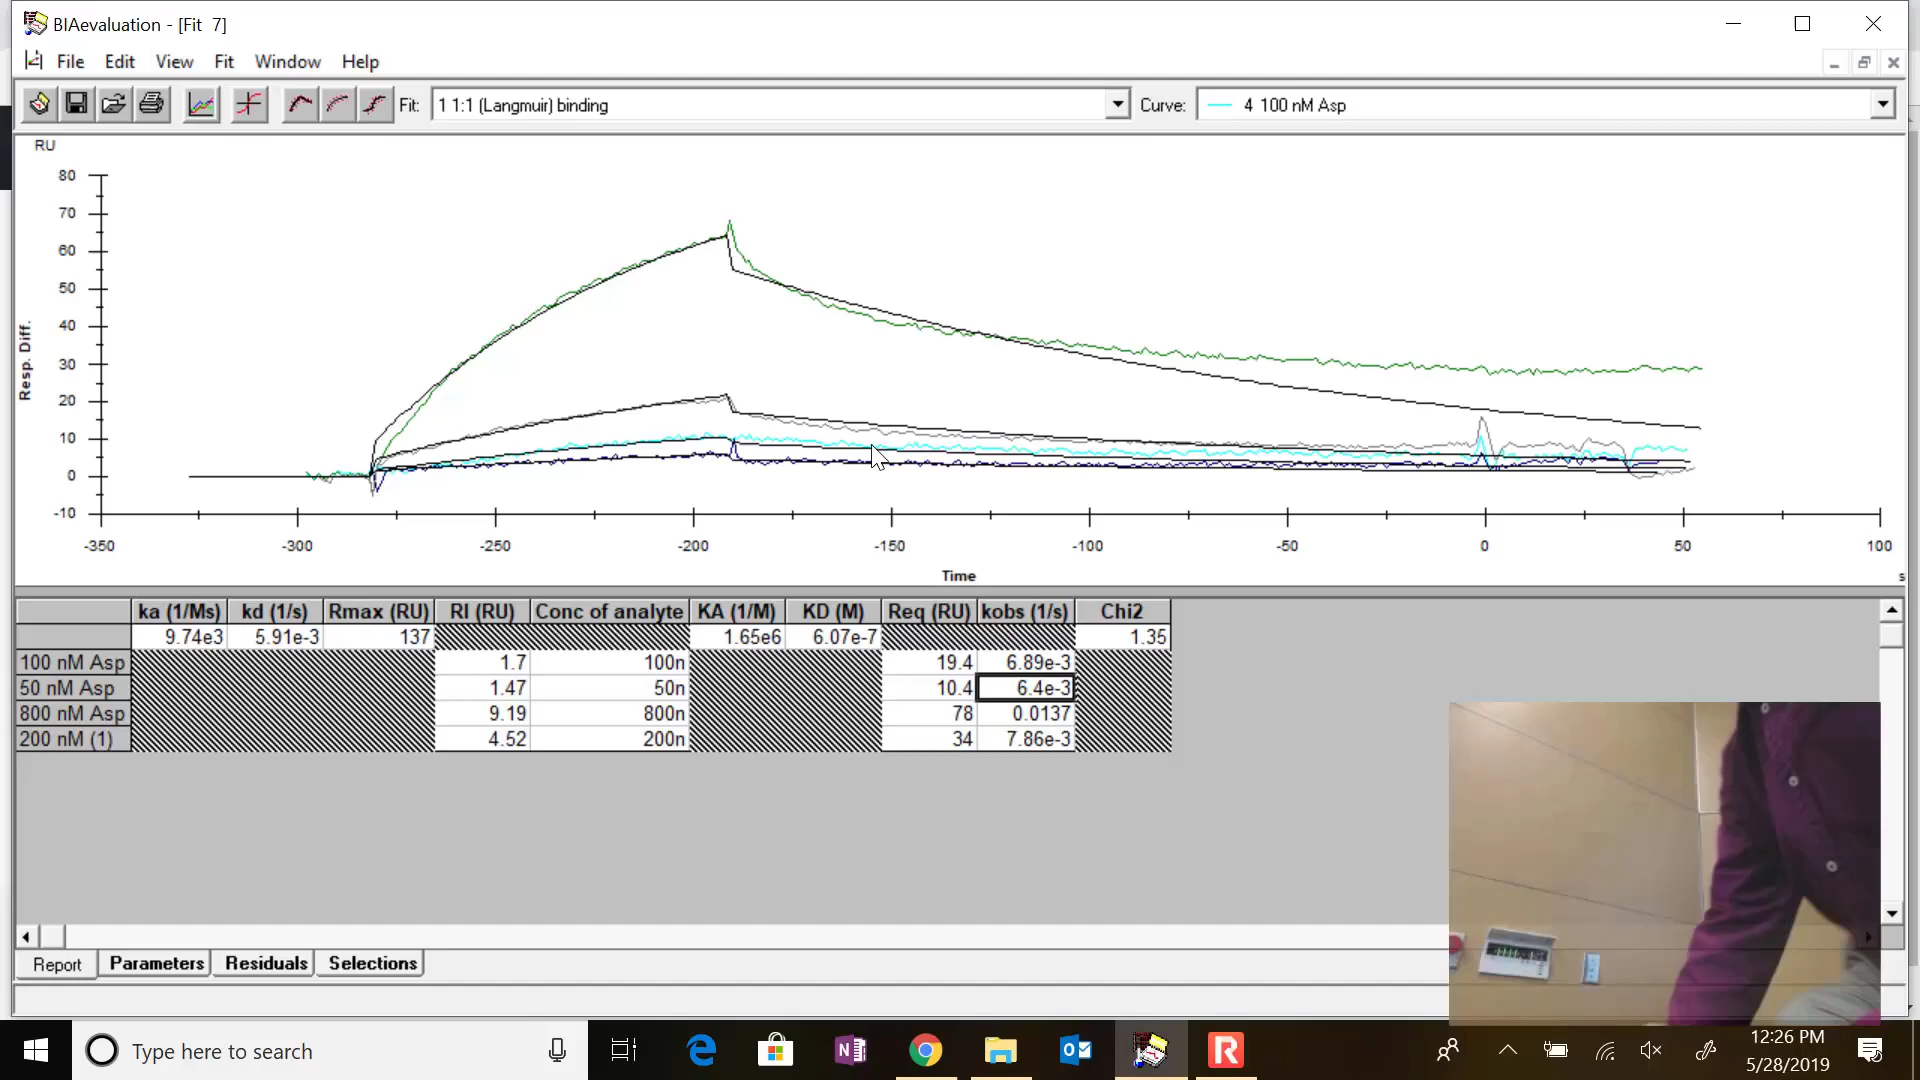 BIAevaluation - [Fit 7]
File Edit View Fit Window Help
Fit: 1 1:1 (Langmuir) binding Curve: 4 100 nM Asp
RU
80
70
60
50
40
30
20
10
0
-10
Resp. Diff.
-350 -300 -250 -200 -150 -100 -50 0 50 100
Time s
ka (1/Ms) kd (1/s) Rmax (RU) RI (RU) Conc of analyte KA (1/M) KD (M) Req (RU) kobs (1/s) Chi2
9.74e3 5.91e-3 137 1.65e6 6.07e-7 1.35
100 nM Asp 1.7 100n 19.4 6.89e-3
50 nM Asp 1.47 50n 10.4 6.4e-3
800 nM Asp 9.19 800n 78 0.0137
200 nM (1) 4.52 200n 34 7.86e-3
Report Parameters Residuals Selections
Type here to search
12:26 PM
5/28/2019